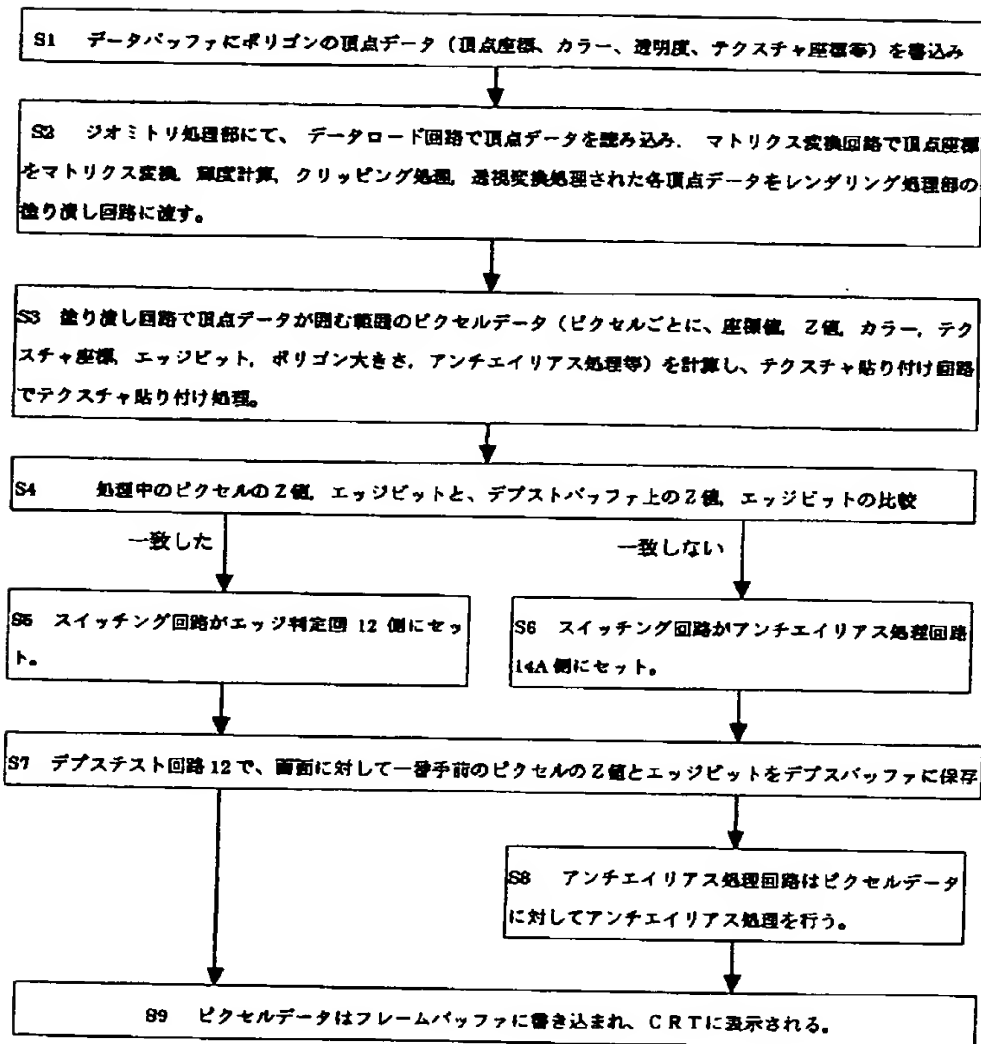 S1 データバッファにポリゴンの頂点データ（頂点座標、カラー、透明度、テクスチャ座標等）を書込み
S2 ジオミトリ処理部にて、データロード回路で頂点データを読み込み、マトリクス変換回路で頂点座標
をマトリクス変換、輝度計算、クリッピング処理、透視変換処理された各頂点データをレンダリング処理部の
塗り潰し回路に渡す。
S3 塗り潰し回路で頂点データが囲む範囲のピクセルデータ（ピクセルごとに、座標値、Z値、カラー、テク
スチャ座標、エッジビット、ポリゴン大きさ、アンチエイリアス処理等）を計算し、テクスチャ貼り付け回路
でテクスチャ貼り付け処理。
S4 処理中のピクセルのZ値、エッジビットと、デプストバッファ上のZ値、エッジビットの比較
一致した
一致しない
S5 スイッチング回路がエッジ判定回 12 側にセッ
ト。
S6 スイッチング回路がアンチエイリアス処理回路
14A 側にセット。
S7 デプステスト回路12で、画面に対して一番手前のピクセルのZ値とエッジビットをデプスバッファに保存
S8 アンチエイリアス処理回路はピクセルデータ
に対してアンチエイリアス処理を行う。
S9 ピクセルデータはフレームバッファに書き込まれ、CRTに表示される。